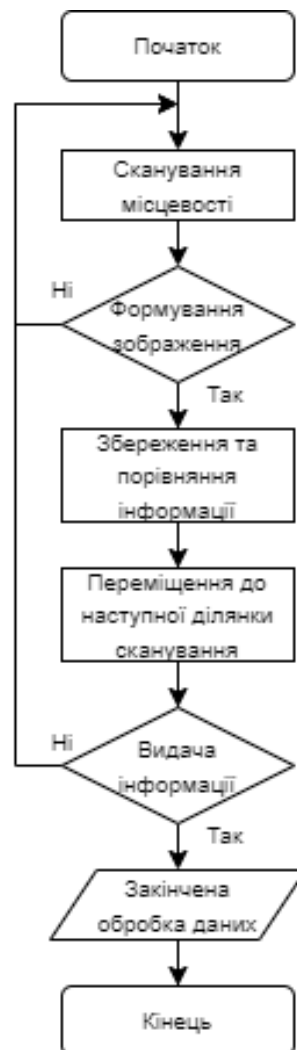 Початок
Сканування
місцевості
Ні
Формування
зображення
Так
Збереження та
порівняння
інформації
Переміщення до
наступної ділянки
сканування
Ні
Видача
інформації
Так
Закінчена
обробка даних
Кінець